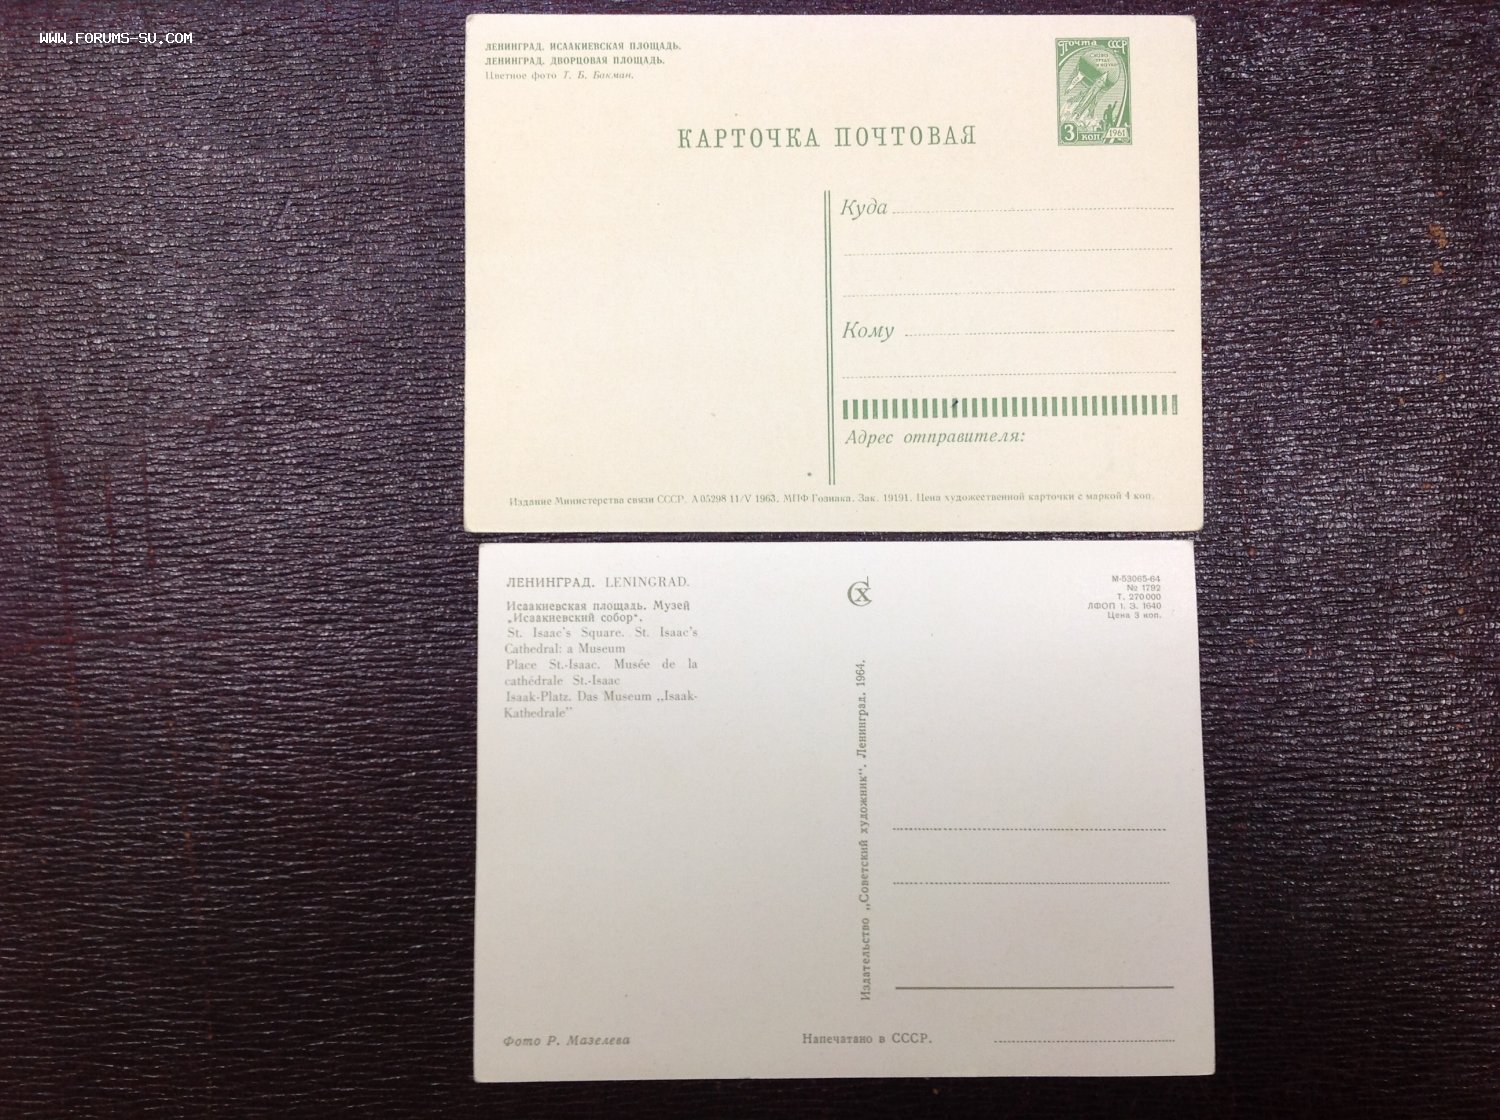 WWW.FORUMS-SU.COM
ЛЕНИНГРАД. ИСААКИЕВСКАЯ ПЛОЩАДЬ.
ЛЕНИНГРАД. ДВОРЦОВАЯ ПЛОЩАДЬ.
Цветное фото Т. Б. Бакман.
Почта СССР
3 коп. 1961
КАРТОЧКА ПОЧТОВАЯ
Куда
Кому
Адрес отправителя:
Издание Министерства связи СССР. А 05298 11/V 1963. МПФ Гознака. Зак. 19191. Цена художественной карточки с маркой 4 коп.
ЛЕНИНГРАД. LENINGRAD.
Исаакиевская площадь. Музей
„Исаакиевский собор“.
St. Isaac's Square. St. Isaac's
Cathedral: a Museum
Place St.-Isaac. Musée de la
cathédrale St.-Isaac
Isaak-Platz. Das Museum „Isaak-
Kathedrale”
СХ
М-53065-64
№ 1792
Т. 270000
ЛФОП 1. З. 1640
Цена 3 коп.
Издательство „Советский художник“. Ленинград. 1964.
Фото Р. Мазелева
Напечатано в СССР.